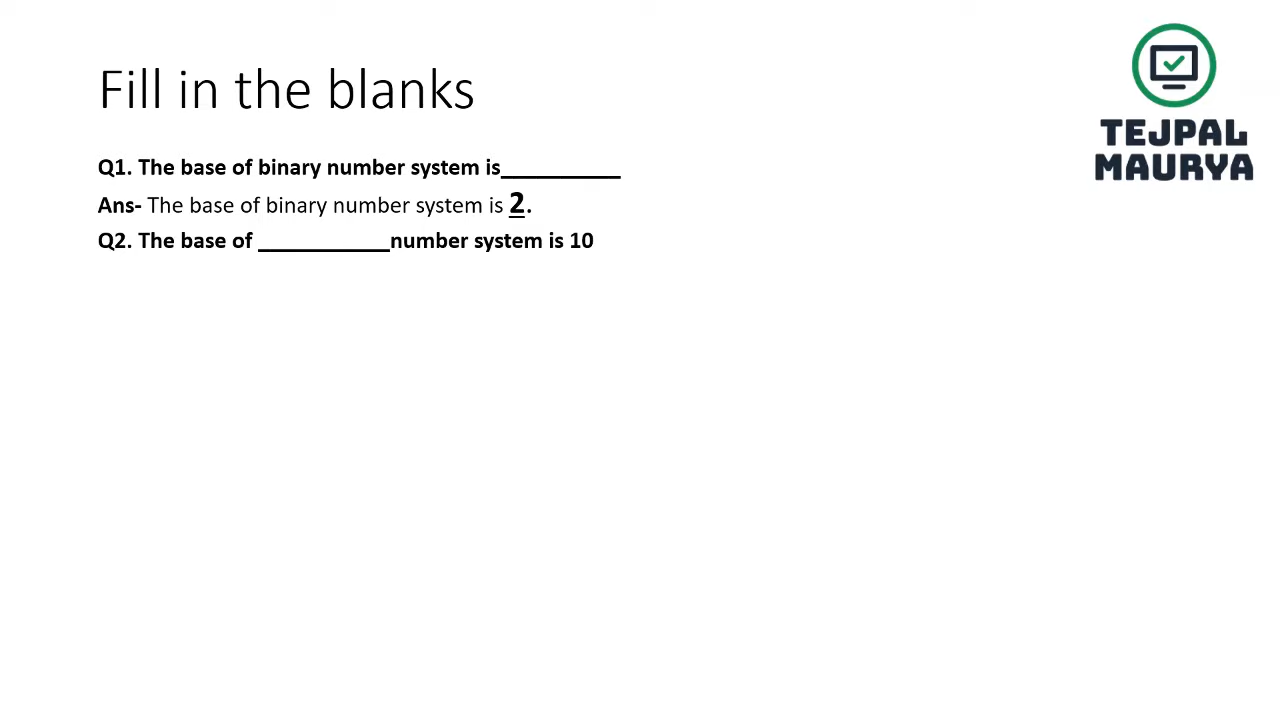 Fill in the blanks
TEJPAL
MAURYA
Q1. The base of binary number system is__________
Ans- The base of binary number system is 2.
Q2. The base of ___________number system is 10